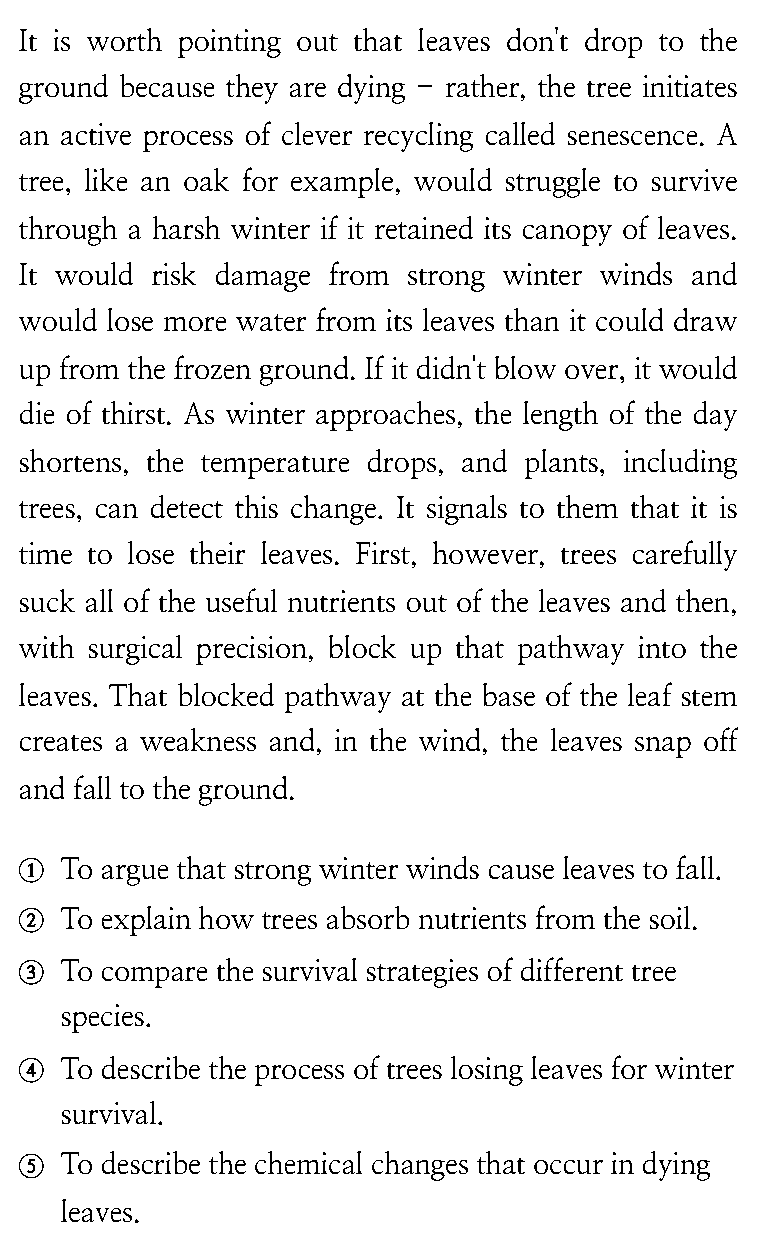 It is worth pointing out that leaves don't drop to the
ground because they are dying – rather, the tree initiates
an active process of clever recycling called senescence. A
tree, like an oak for example, would struggle to survive
through a harsh winter if it retained its canopy of leaves.
It would risk damage from strong winter winds and
would lose more water from its leaves than it could draw
up from the frozen ground. If it didn't blow over, it would
die of thirst. As winter approaches, the length of the day
shortens, the temperature drops, and plants, including
trees, can detect this change. It signals to them that it is
time to lose their leaves. First, however, trees carefully
suck all of the useful nutrients out of the leaves and then,
with surgical precision, block up that pathway into the
leaves. That blocked pathway at the base of the leaf stem
creates a weakness and, in the wind, the leaves snap off
and fall to the ground.
① To argue that strong winter winds cause leaves to fall.
② To explain how trees absorb nutrients from the soil.
③ To compare the survival strategies of different tree
species.
④ To describe the process of trees losing leaves for winter
survival.
⑤ To describe the chemical changes that occur in dying
leaves.